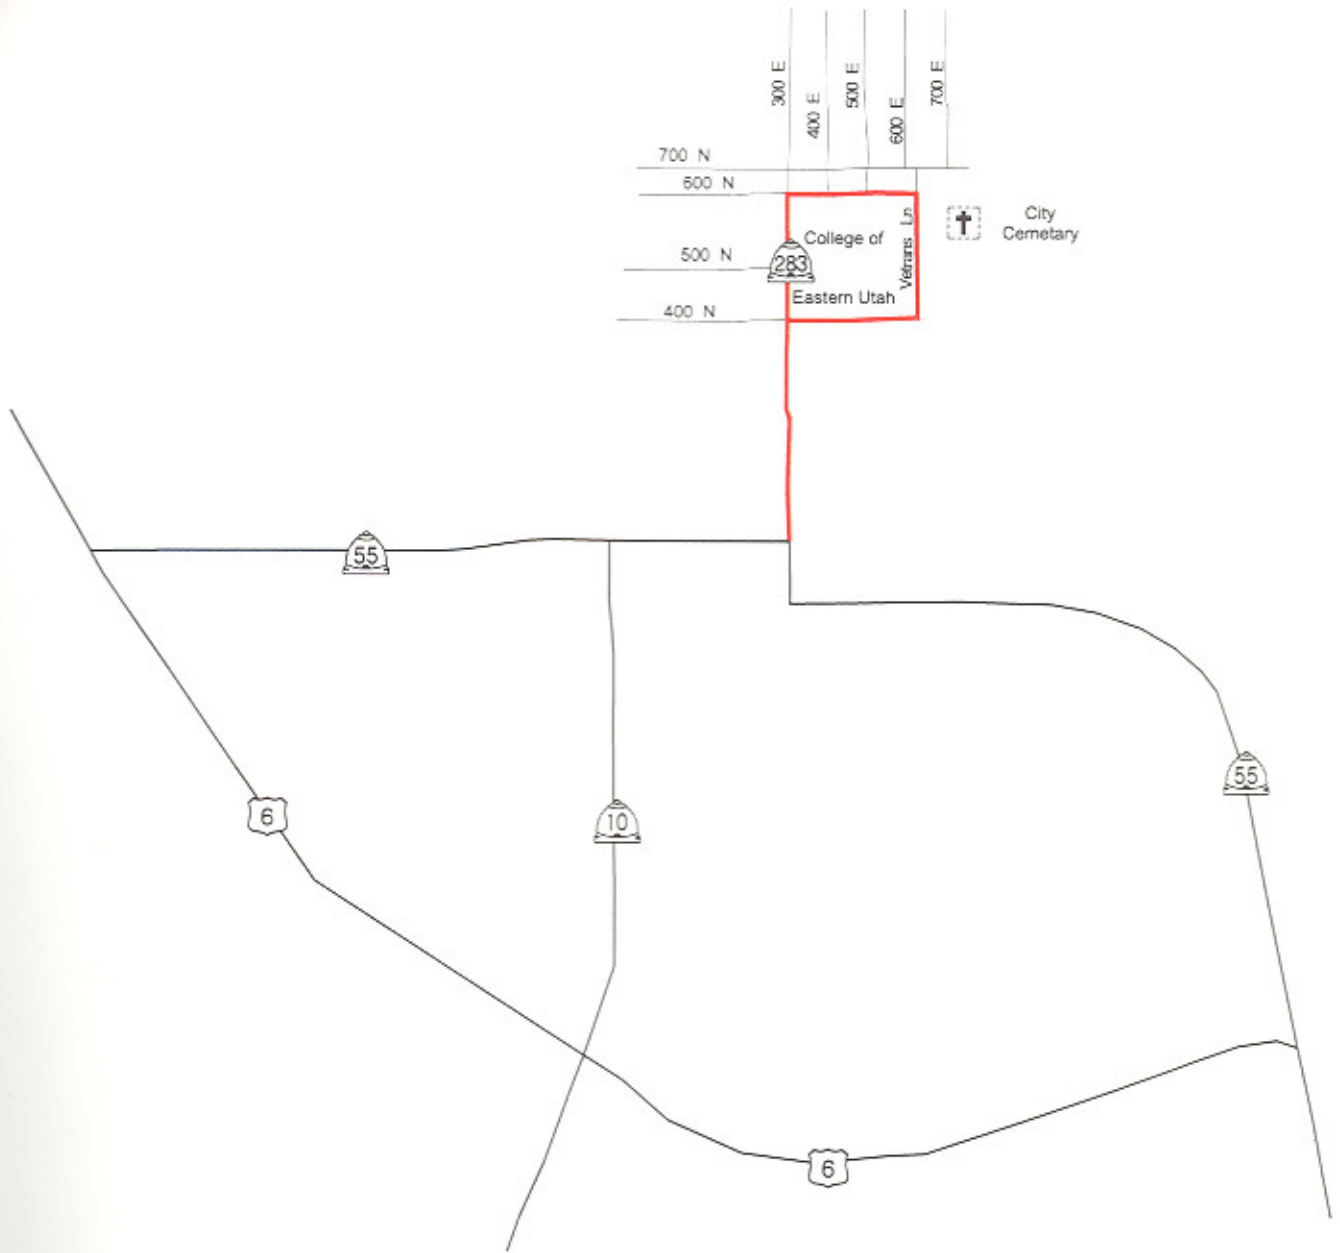 300 E
400 E
500 E
600 E
700 E
700 N
600 N
500 N
400 N
283
College of
Eastern Utah
Vetrans Ln
City
Cemetary
55
6
10
55
6